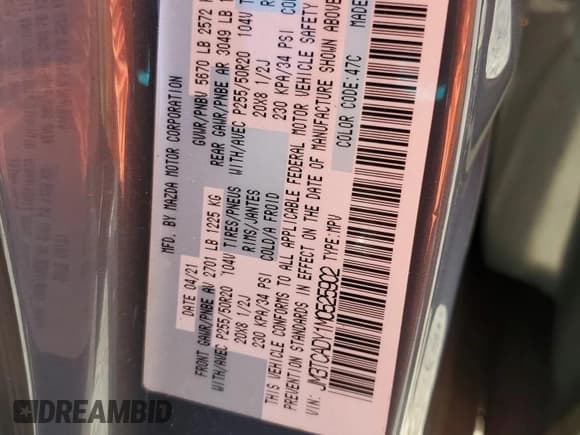 MFD. BY MAZDA MOTOR CORPORATION
DATE 04/21 GVWR/PNBV 5670 LB 2572
FRONT GAWR/PNBE AV 2701 LB 1225 KG REAR GAWR/PNBE AR 3049 LB
WITH/AVEC P255/50R20 104V TIRES/PNEUS WITH/AVEC P255/50R20 104V
20X8 1/2J RIMS/JANTES 20X8 1/2J
230 KPA/34 PSI COLD/A FROID 230 KPA/34 PSI
THIS VEHICLE CONFORMS TO ALL APPLICABLE FEDERAL MOTOR VEHICLE SAFETY
PREVENTION STANDARDS IN EFFECT ON THE DATE OF MANUFACTURE SHOWN ABOVE
VIN: JM3TCADY1M0525902 TYPE:MPV
COLOR CODE:47C MADE
DREAMBID